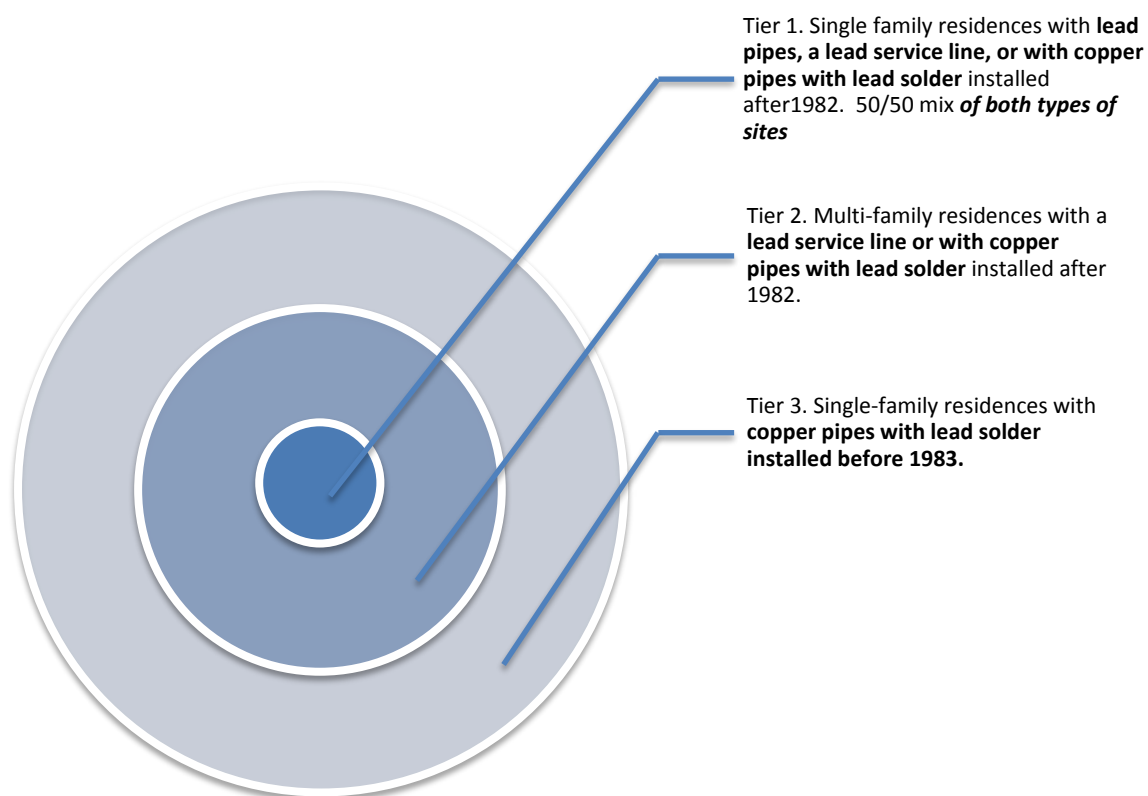 Tier 1. Single family residences with lead
pipes, a lead service line, or with copper
pipes with lead solder installed
after1982.  50/50 mix of both types of
sites
Tier 2. Multi-family residences with a
lead service line or with copper
pipes with lead solder installed after
1982.
Tier 3. Single-family residences with
copper pipes with lead solder
installed before 1983.